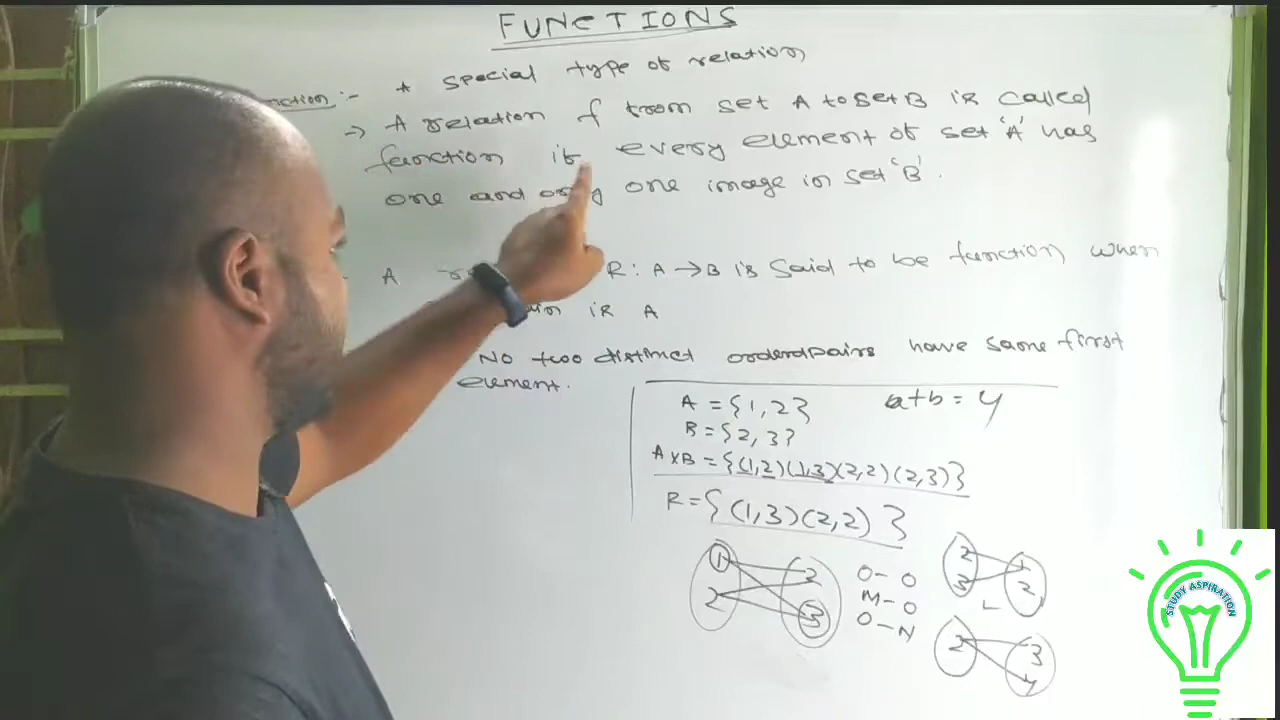 FUNCTIONS
nction :- * special type of relation
→ A relation f from set A to set B is called
function if every element of set 'A' has
one and only one image in set 'B'.
A R : A → B is said to be function when
is A
No two distinct orderdpairs have same first
element.
A = {1, 2} a+b = 4
B = {2, 3}
A×B = {(1,2)(1,3)(2,2)(2,3)}
R = {(1,3)(2,2)}
1 2
2 3
O - O
M - O
O - N
2 1
3 2
2 3
4
STUDY ASPIRATION